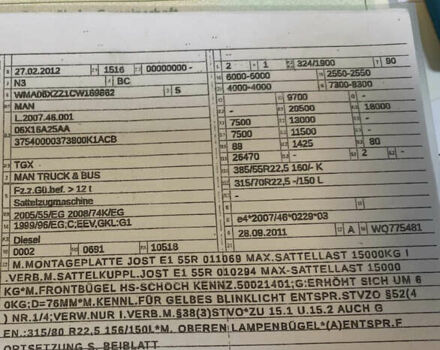 27.02.2012 1516 00000000 -
N3 BC
WMA06XZZ1CW169862 5
MAN
L.2007.46.001
06X16A25AA
37540000373800K1ACB
TGX
MAN TRUCK & BUS
Fz.z.Gü.bef. > 12 t
Sattelzugmaschine
2005/55/EG 2008/74K/EG
1999/96/EG;C;EEV,GKL:G1
Diesel
0002 0691 10518
2 - 1 324/1900 90
6000-6000 2550-2550
4000-4000 8300-8300
- 9700 -
- 20500 18000
7500 13000 -
7500 11500 -
88 1425 80
26470 - - 2 -
385/55R22,5 160/- K
315/70R22,5 -/150 L
-
-
e4*2007/46*0229*03
28.09.2011 A WQ775481
M.MONTAGEPLATTE JOST E1 55R 011069 MAX.SATTELLAST 15000KG I
.VERB.M.SATTELKUPPL.JOST E1 55R 010294 MAX-SATTELLAST 15000
KG*M.FRONTBÜGEL HS-SCHOCH KENNZ.50021401;G:ERHÖHT SICH UM 6
0KG:D=76MM*M.KENNL.FÜR GELBES BLINKLICHT ENTSPR.STVZO §52(4
) NR.1/4;VERW.NUR I.VERB.M.§38(3)STVO*ZU 15.1 U.15.2 AUCH G
EN.:315/80 R22,5 156/150L*M. OBEREN LAMPENBÜGEL*(A)ENTSPR.F
ORTSETZUNG S. BEIBLATT